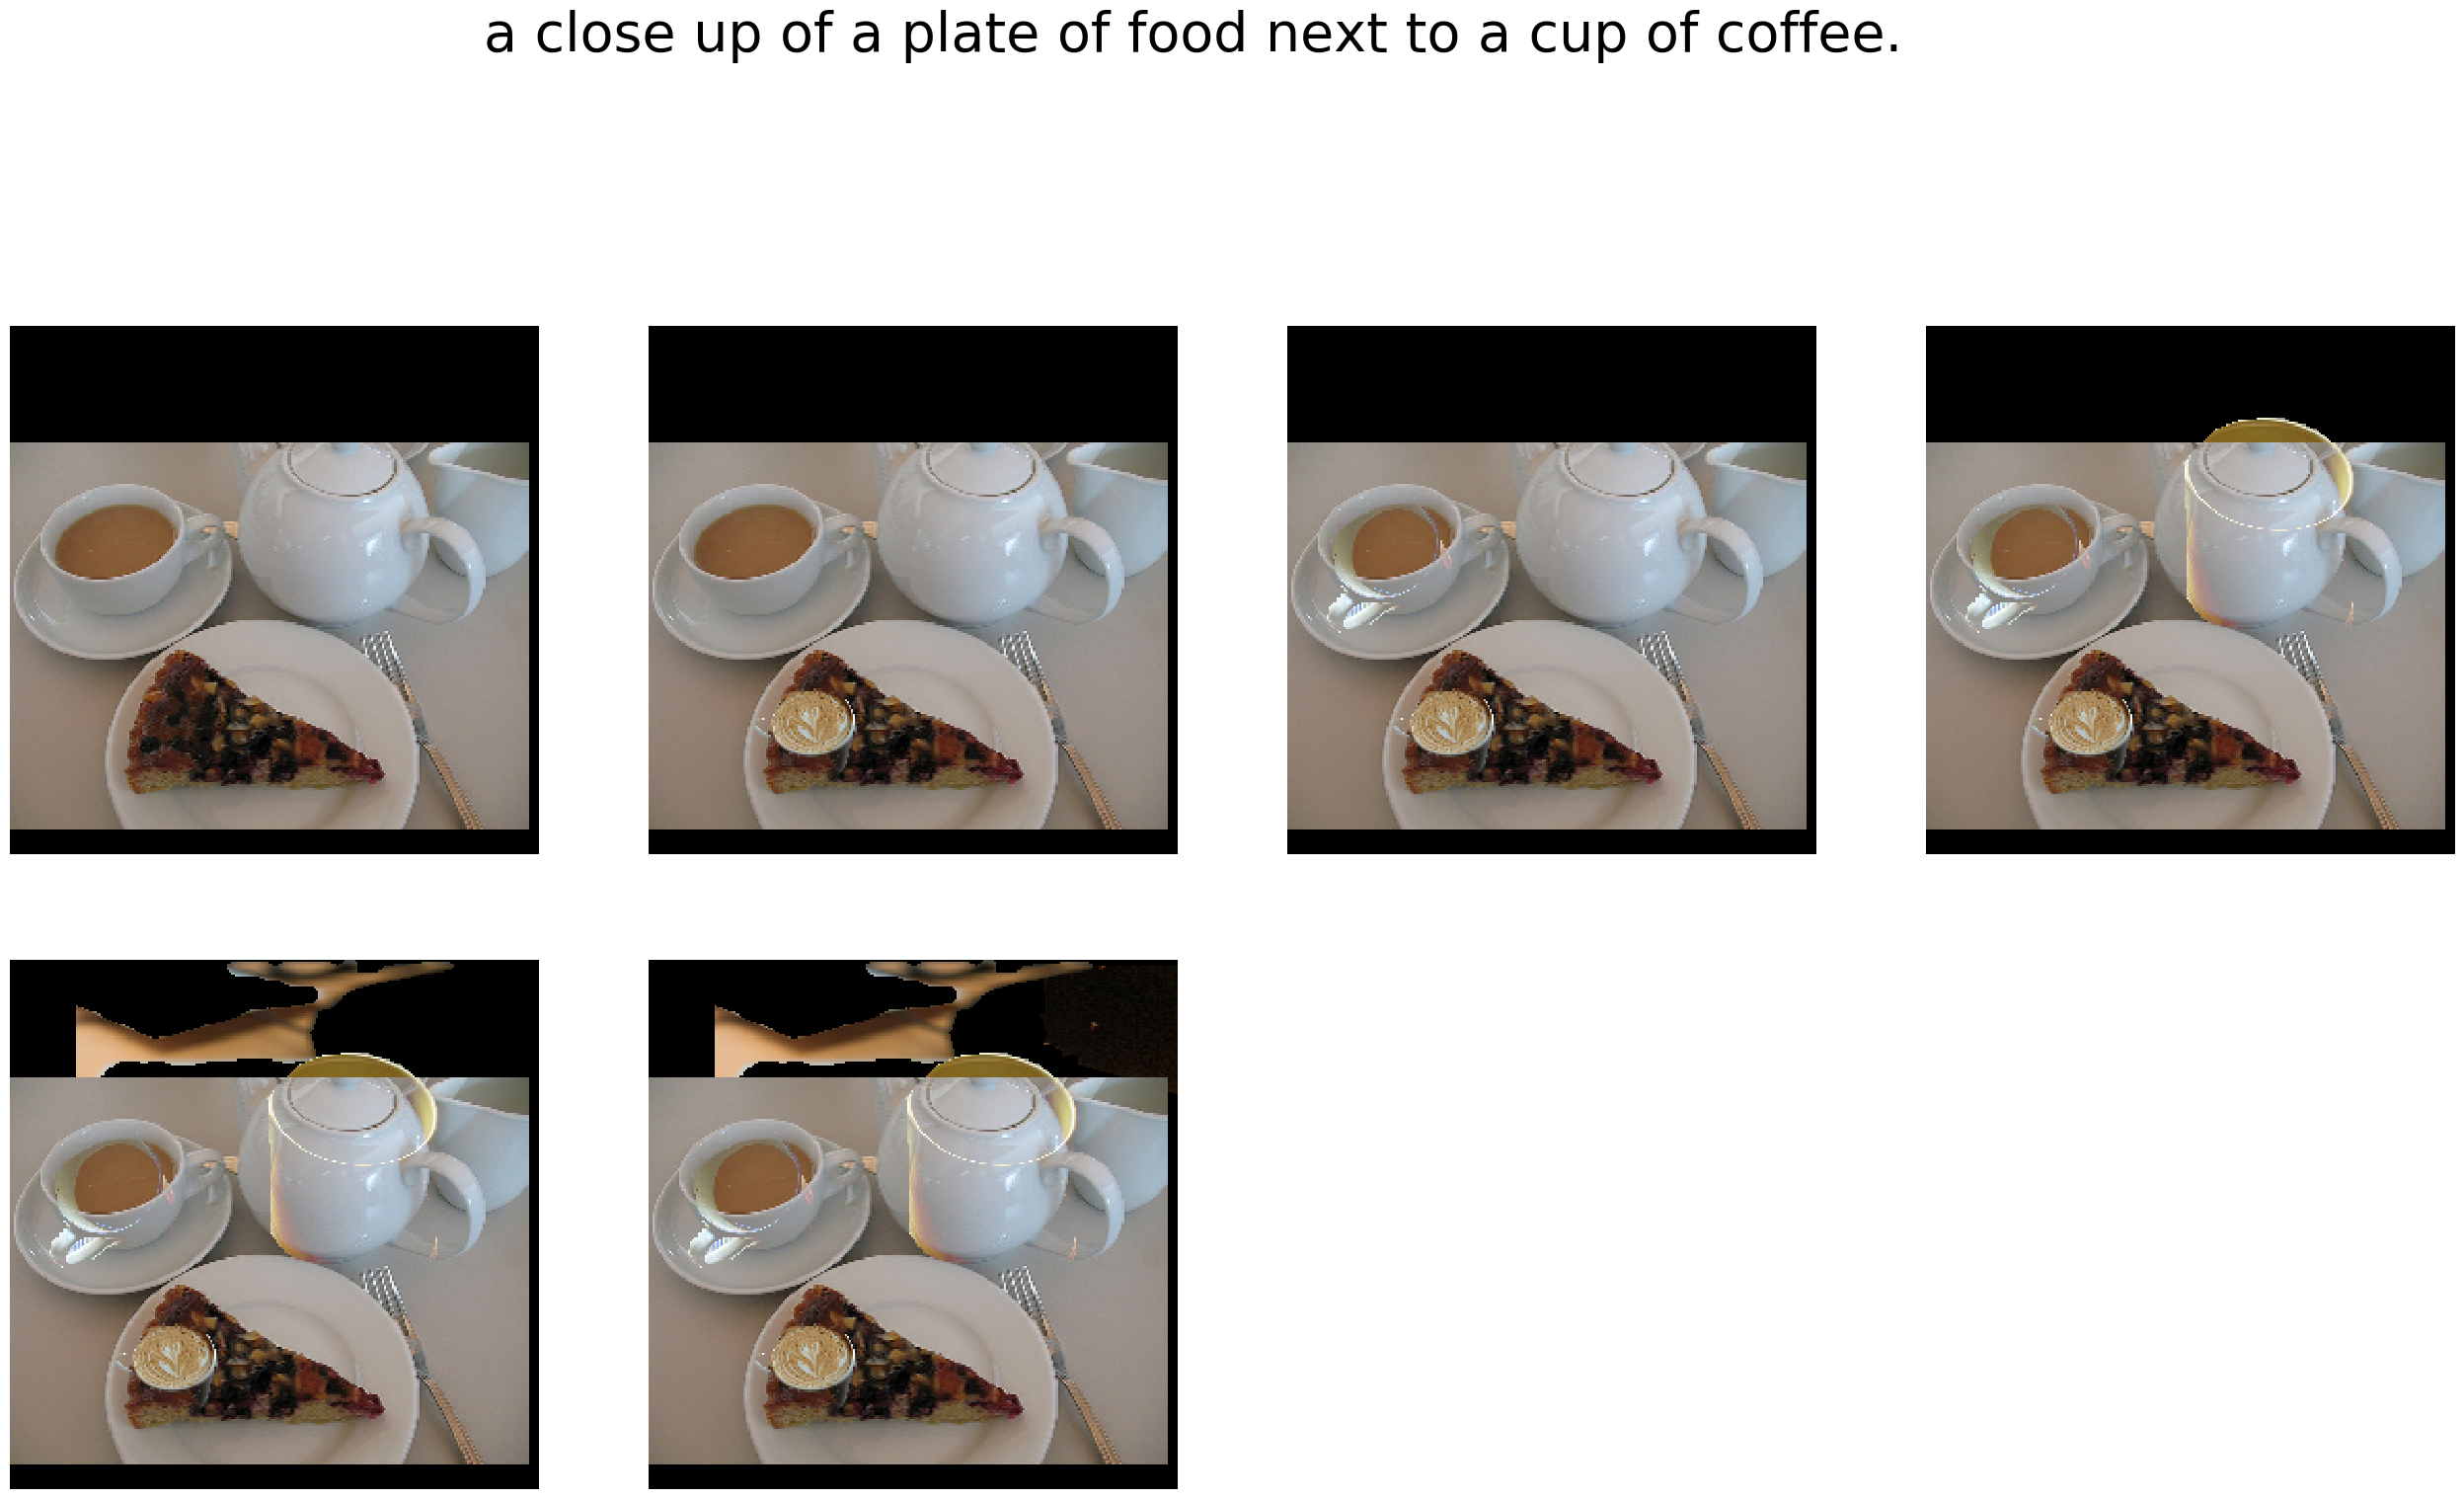 a close up of a plate of food next to a cup of coffee.